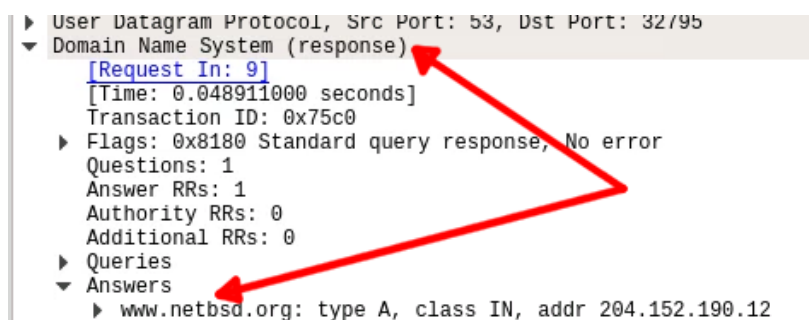 User Datagram Protocol, Src Port: 53, Dst Port: 32795
Domain Name System (response)
[Request In: 9]
[Time: 0.048911000 seconds]
Transaction ID: 0x75c0
Flags: 0x8180 Standard query response, No error
Questions: 1
Answer RRs: 1
Authority RRs: 0
Additional RRs: 0
Queries
Answers
www.netbsd.org: type A, class IN, addr 204.152.190.12